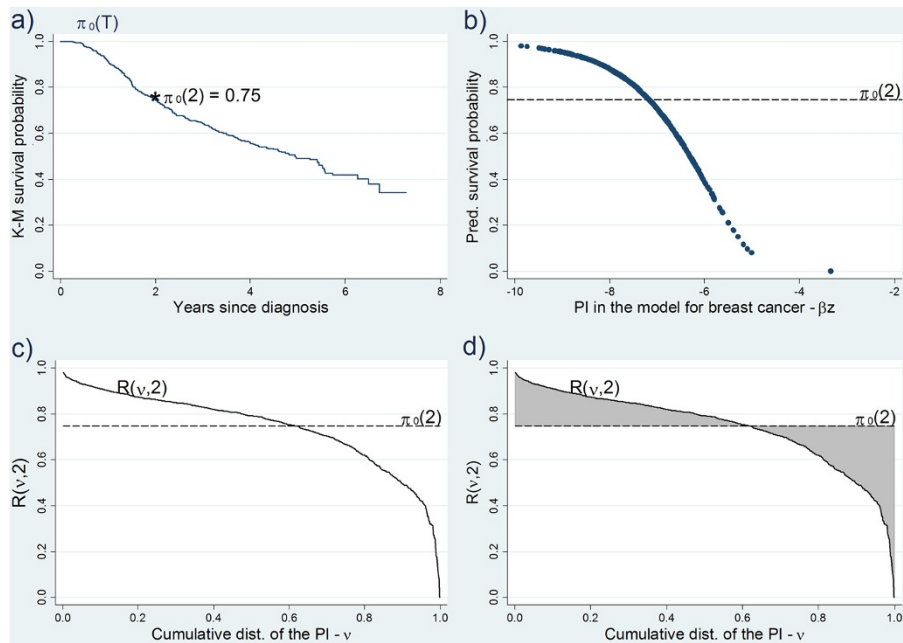 a)
π₀(T)
K-M survival probability
1.0
0.8
0.6
0.4
0.2
0.0
* π₀(2) = 0.75
0
2
4
6
8
Years since diagnosis
b)
Pred. survival probability
1.0
0.8
0.6
0.4
0.2
0.0
π₀(2)
-10
-8
-6
-4
-2
PI in the model for breast cancer - βz
c)
R(ν,2)
1.0
0.8
0.6
0.4
0.2
0.0
R(ν,2)
π₀(2)
0.0
0.2
0.4
0.6
0.8
1.0
Cumulative dist. of the PI - ν
d)
R(ν,2)
1.0
0.8
0.6
0.4
0.2
0.0
R(ν,2)
π₀(2)
0.0
0.2
0.4
0.6
0.8
1.0
Cumulative dist. of the PI - ν